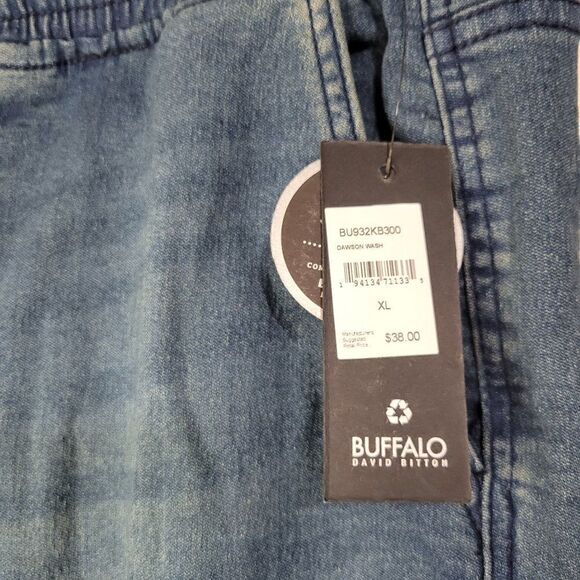 BU932KB300
DAWSON WASH
1 94134 71133 5
XL
Manufacturer's
Suggested
Retail Price
$38.00
BUFFALO
DAVID BITTON